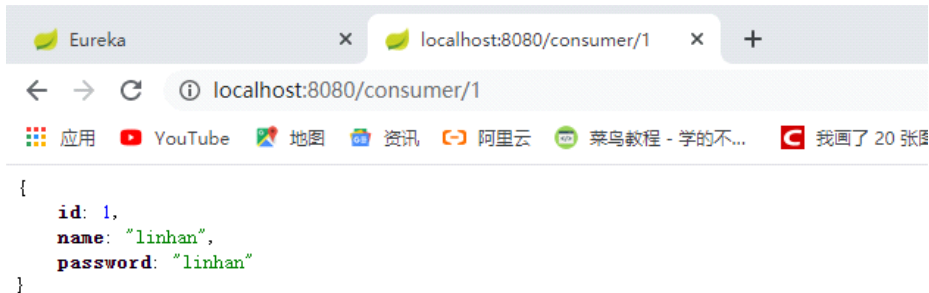 Eureka × localhost:8080/consumer/1 × +
localhost:8080/consumer/1
应用 YouTube 地图 资讯 阿里云 菜鸟教程 - 学的不... 我画了 20 张图
{
id: 1,
name: "linhan",
password: "linhan"
}